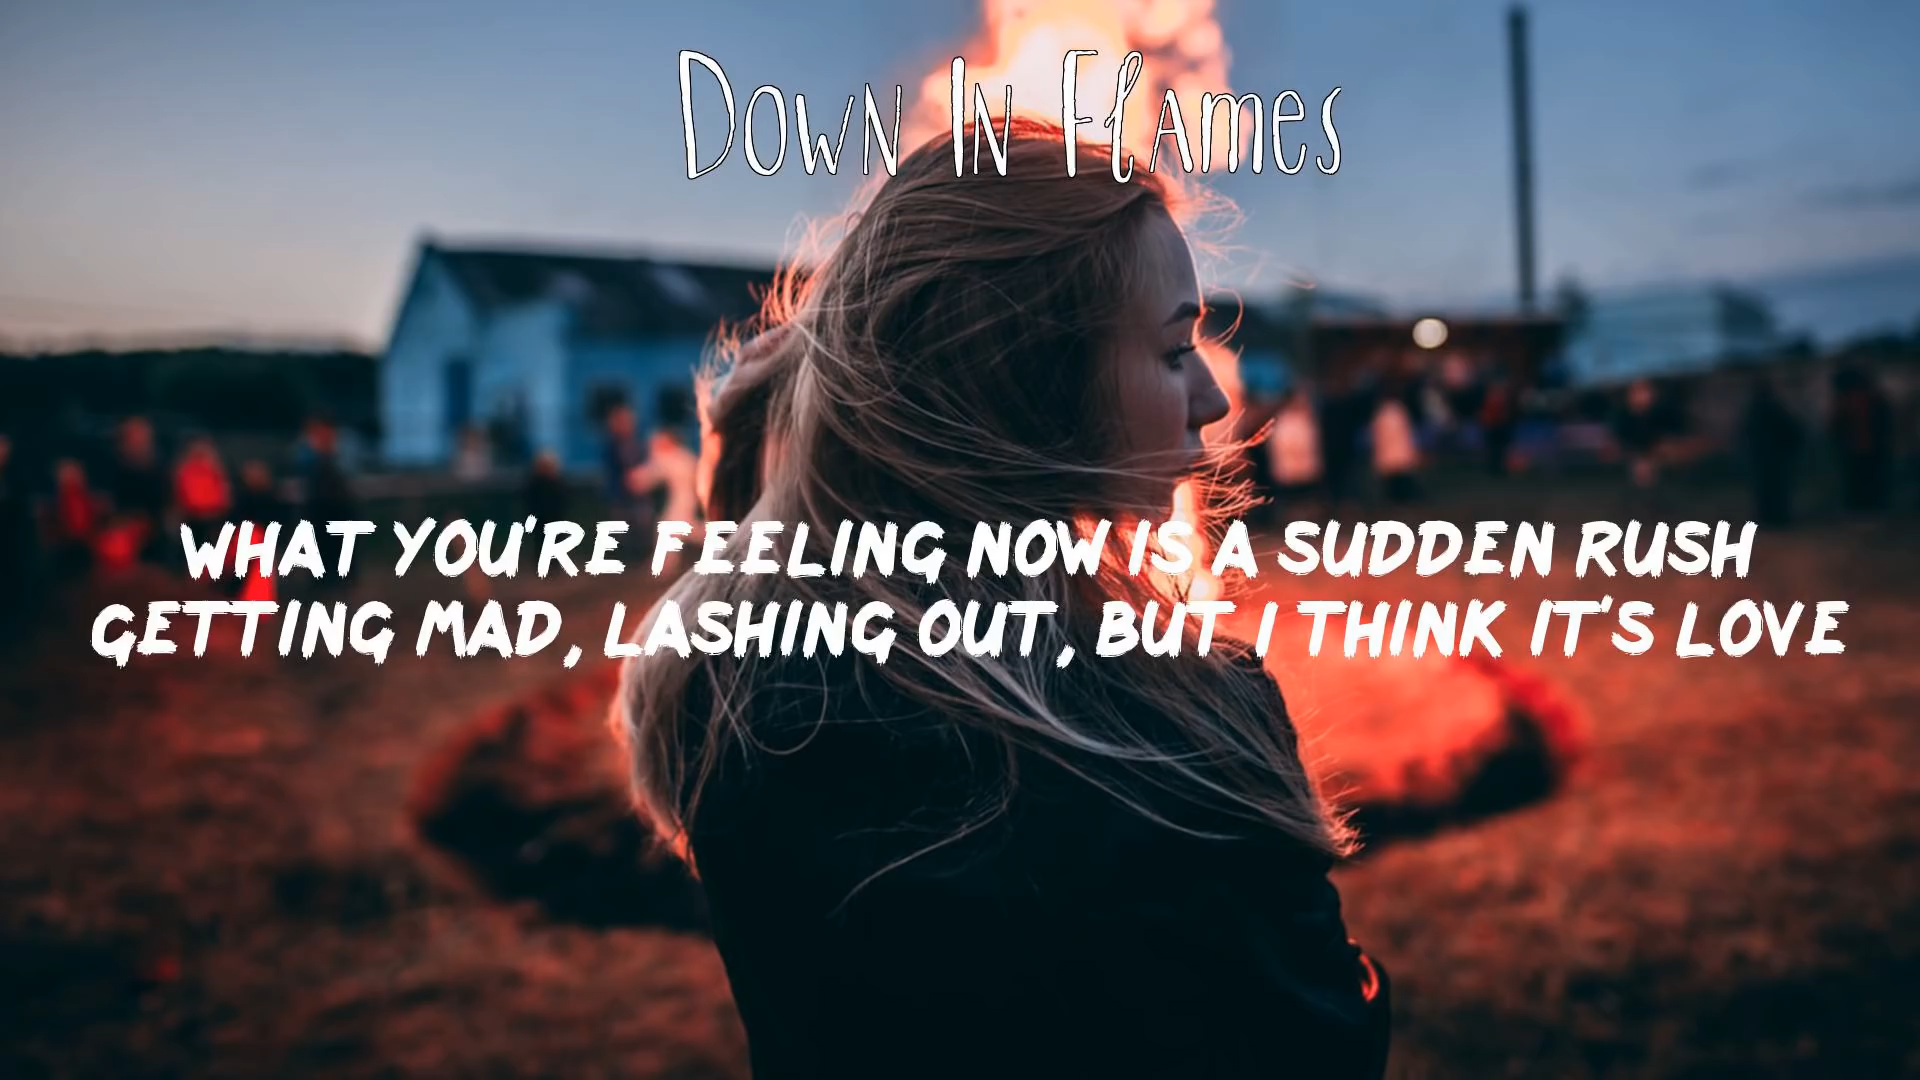 Down In Flames
WHAT YOU'RE FEELING NOW IS A SUDDEN RUSH
GETTING MAD, LASHING OUT, BUT I THINK IT'S LOVE